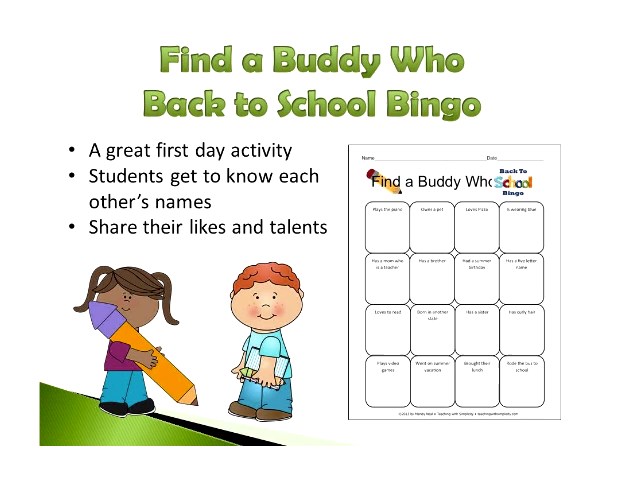 Find a Buddy Who
Back to School Bingo
• A great first day activity
• Students get to know each
other's names
• Share their likes and talents
Name
Date
Find a Buddy Who
Back To
School
Bingo
Plays the piano
Owns a pet
Loves Pizza
Is wearing blue
Has a mom who
is a teacher
Has a brother
Had a summer
birthday
Has a five letter
name
Loves to read
Born in another
state
Has a sister
Has curly hair
Plays video
games
Went on summer
vacation
Brought their
lunch
Rode the bus to
school